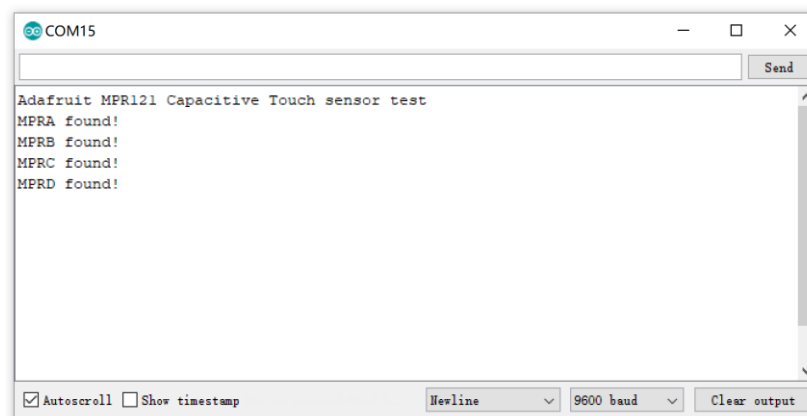 COM15
Send
Adafruit MPR121 Capacitive Touch sensor test
MPRA found!
MPRB found!
MPRC found!
MPRD found!
Autoscroll Show timestamp Newline 9600 baud Clear output